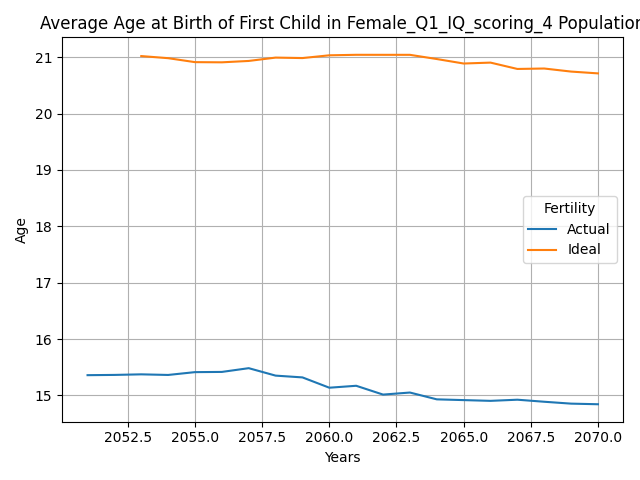 Average Age at Birth of First Child in Female_Q1_IQ_scoring_4 Population
21
20
19
18
17
16
15
Age
Fertility
Actual
Ideal
2052.5 2055.0 2057.5 2060.0 2062.5 2065.0 2067.5 2070.0
Years